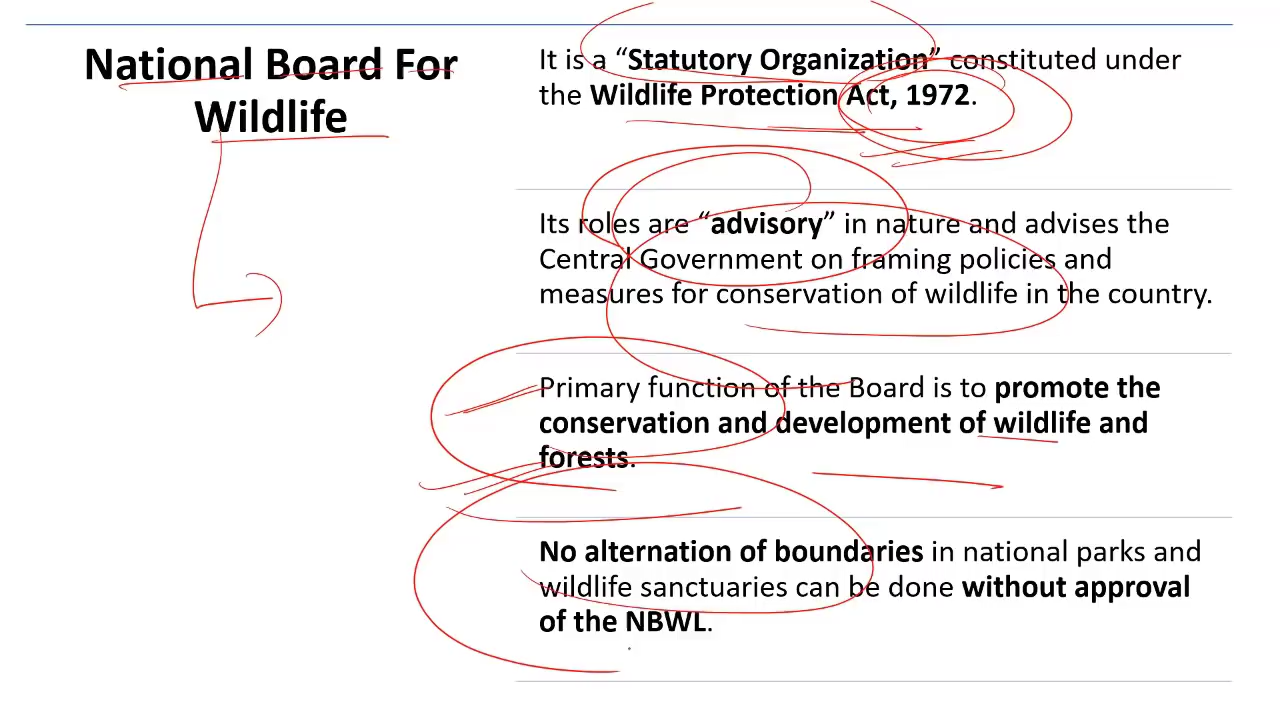 National Board For
Wildlife
It is a “Statutory Organization” constituted under
the Wildlife Protection Act, 1972.
Its roles are “advisory” in nature and advises the
Central Government on framing policies and
measures for conservation of wildlife in the country.
Primary function of the Board is to promote the
conservation and development of wildlife and
forests.
No alternation of boundaries in national parks and
wildlife sanctuaries can be done without approval
of the NBWL.